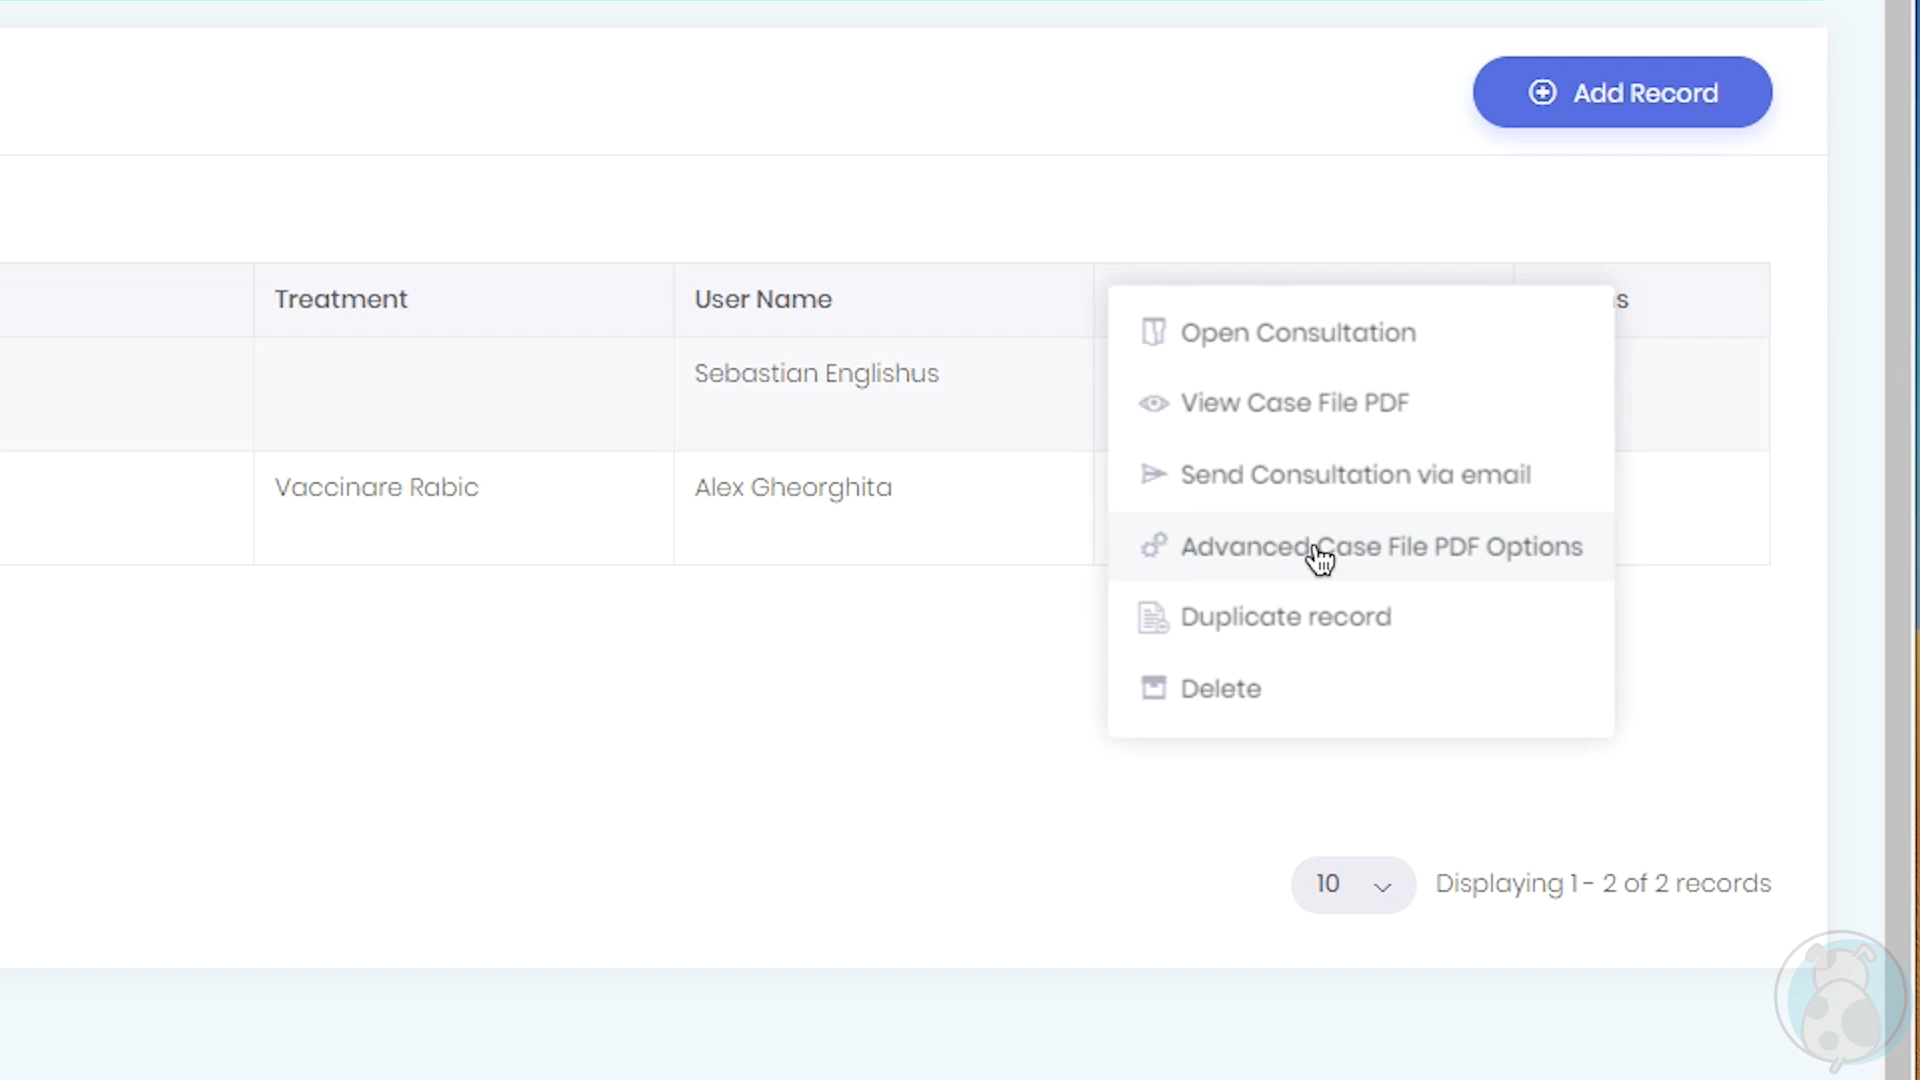 Add Record
Treatment
User Name
s
Sebastian Englishus
Vaccinare Rabic
Alex Gheorghita
Open Consultation
View Case File PDF
Send Consultation via email
Advanced Case File PDF Options
Duplicate record
Delete
10
Displaying 1 - 2 of 2 records